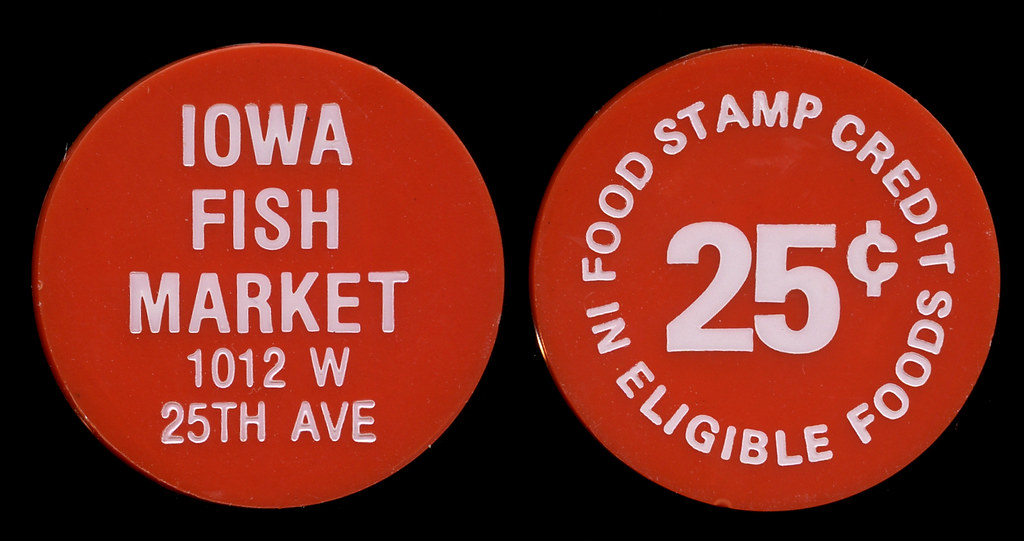 IOWA
FISH
MARKET
1012 W
25TH AVE
FOOD STAMP CREDIT
25¢
IN ELIGIBLE FOODS